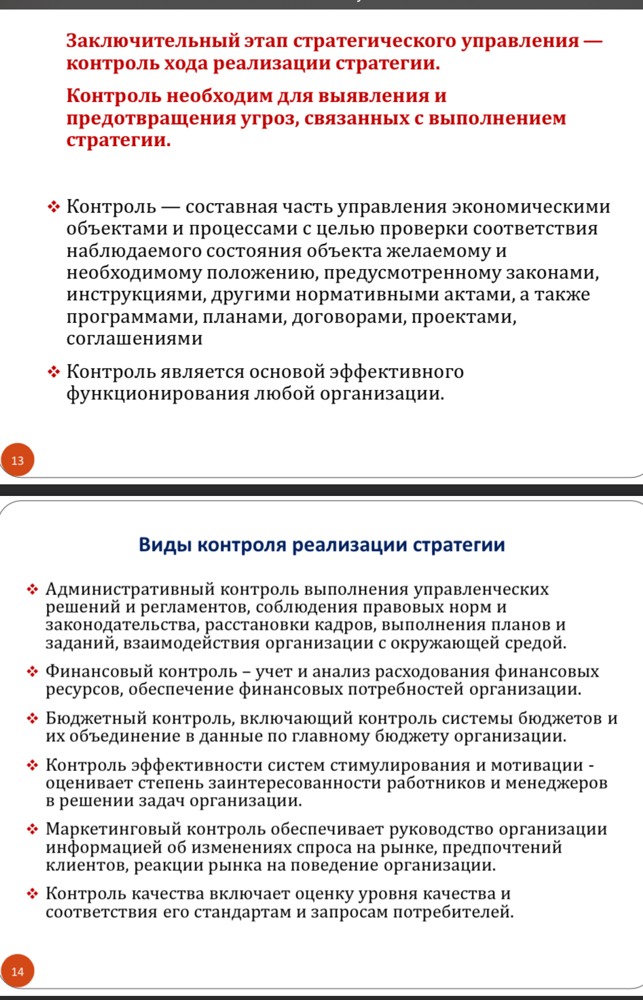 Заключительный этап стратегического управления —
контроль хода реализации стратегии.
Контроль необходим для выявления и
предотвращения угроз, связанных с выполнением
стратегии.
❖ Контроль — составная часть управления экономическими
объектами и процессами с целью проверки соответствия
наблюдаемого состояния объекта желаемому и
необходимому положению, предусмотренному законами,
инструкциями, другими нормативными актами, а также
программами, планами, договорами, проектами,
соглашениями
❖ Контроль является основой эффективного
функционирования любой организации.
13
Виды контроля реализации стратегии
❖ Административный контроль выполнения управленческих
решений и регламентов, соблюдения правовых норм и
законодательства, расстановки кадров, выполнения планов и
заданий, взаимодействия организации с окружающей средой.
❖ Финансовый контроль – учет и анализ расходования финансовых
ресурсов, обеспечение финансовых потребностей организации.
❖ Бюджетный контроль, включающий контроль системы бюджетов и
их объединение в данные по главному бюджету организации.
❖ Контроль эффективности систем стимулирования и мотивации -
оценивает степень заинтересованности работников и менеджеров
в решении задач организации.
❖ Маркетинговый контроль обеспечивает руководство организации
информацией об изменениях спроса на рынке, предпочтений
клиентов, реакции рынка на поведение организации.
❖ Контроль качества включает оценку уровня качества и
соответствия его стандартам и запросам потребителей.
14